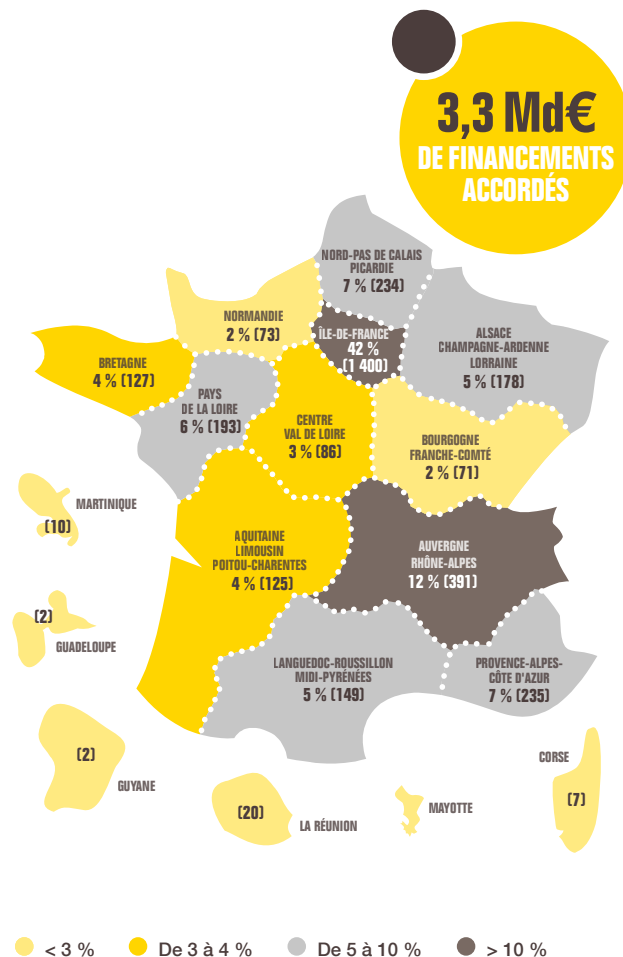 3,3 Md€
DE FINANCEMENTS
ACCORDÉS
NORD-PAS DE CALAIS
PICARDIE
7 % (234)
NORMANDIE
2 % (73)
ÎLE-DE-FRANCE
42 %
(1 400)
ALSACE
CHAMPAGNE-ARDENNE
LORRAINE
5 % (178)
BRETAGNE
4 % (127)
PAYS
DE LA LOIRE
6 % (193)
CENTRE
VAL DE LOIRE
3 % (86)
BOURGOGNE
FRANCHE-COMTÉ
2 % (71)
MARTINIQUE
(10)
AQUITAINE
LIMOUSIN
POITOU-CHARENTES
4 % (125)
AUVERGNE
RHÔNE-ALPES
12 % (391)
(2)
GUADELOUPE
LANGUEDOC-ROUSSILLON
MIDI-PYRÉNÉES
5 % (149)
PROVENCE-ALPES-
CÔTE D'AZUR
7 % (235)
(2)
GUYANE
(20)
LA RÉUNION
MAYOTTE
CORSE
(7)
< 3 %
De 3 à 4 %
De 5 à 10 %
> 10 %